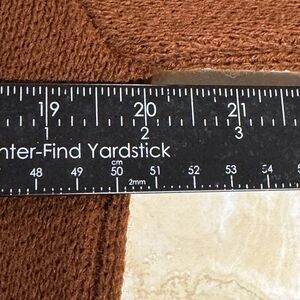 19 20 21
1 2 3
nter-Find Yardstick
cm
48 49 50 51 52 53 54
2mm